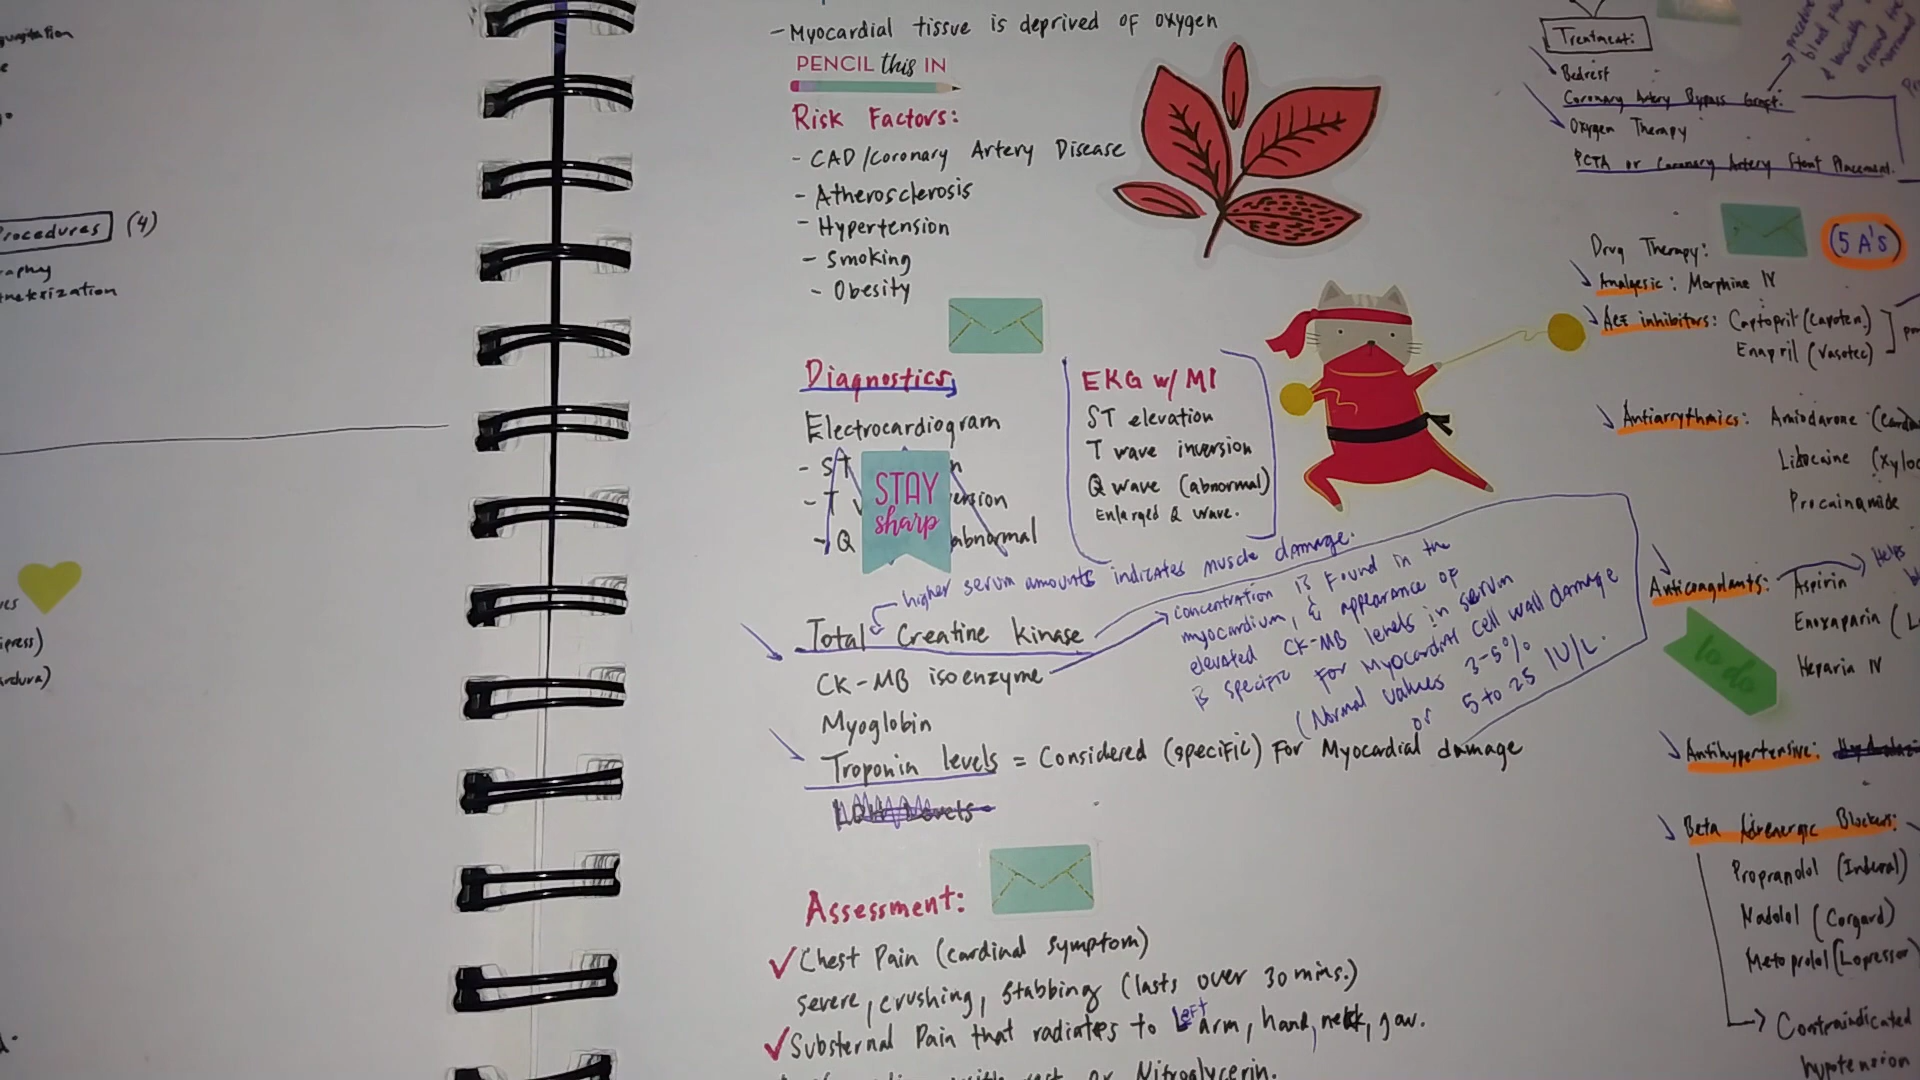 Procedures (4)
- Myocardial tissue is deprived of oxygen
PENCIL this IN
Risk Factors:
- CAD/Coronary Artery Disease
- Atherosclerosis
- Hypertension
- Smoking
- Obesity
Diagnostics
Electrocardiogram
- ST
- T
- Q abnormal
STAY
sharp
EKG w/ MI
ST elevation
T wave inversion
Q wave (abnormal)
Enlarged Q wave.
higher serum amounts indicates muscle damage.
Total Creatine kinase
CK-MB isoenzyme
Myoglobin
Troponin levels = Considered (specific) For Myocardial damage
concentration is Found in the
myocardium, & appearance of
elevated CK-MB levels in serum
is specific For Myocardial cell wall damage
(Normal values 3-5%
or 5 to 25 IU/L.
Assessment:
Chest Pain (cardinal symptom)
severe, crushing, stabbing (lasts over 30 mins.)
Substernal Pain that radiates to LEFT arm, hand, neck, jaw.
rest or Nitroglycerin.
Treatment:
Bedrest
Coronary Artery Bypass Graft.
Oxygen Therapy
PCTA or Coronary Artery Stent Placement.
Drug Therapy: (5 A's)
Analgesic: Morphine IV
ACE inhibitors: Captopril (Capoten)
Enapril (Vasotec)
Antiarrythmics: Amiodarone
Lidocaine
Procainamide
Anticoagulants: Aspirin Helps
Enoxaparin
Heparin IV
to do
Antihypertensive:
Beta Adrenergic Blockers:
Propranolol (Inderal)
Nadolol (Corgard)
Metoprolol (Lopressor)
Contraindicated
hypotension